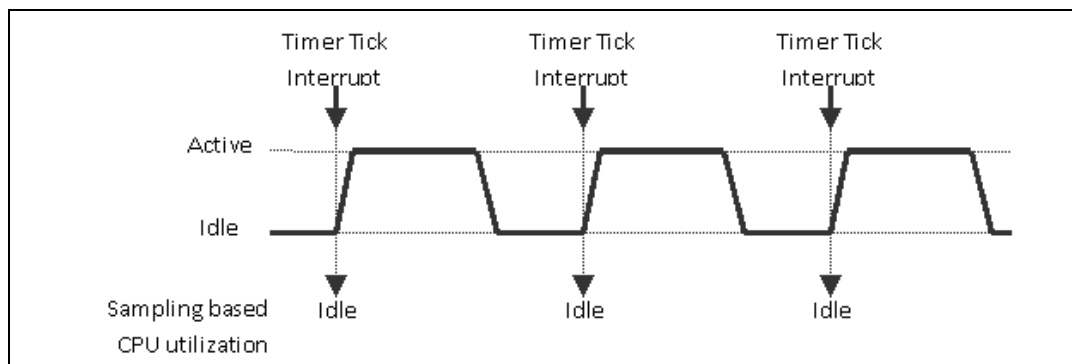 Timer Tick Timer Tick Timer Tick
Interrupt Interrupt Interrupt
Active
Idle
Sampling based Idle Idle Idle
CPU utilization